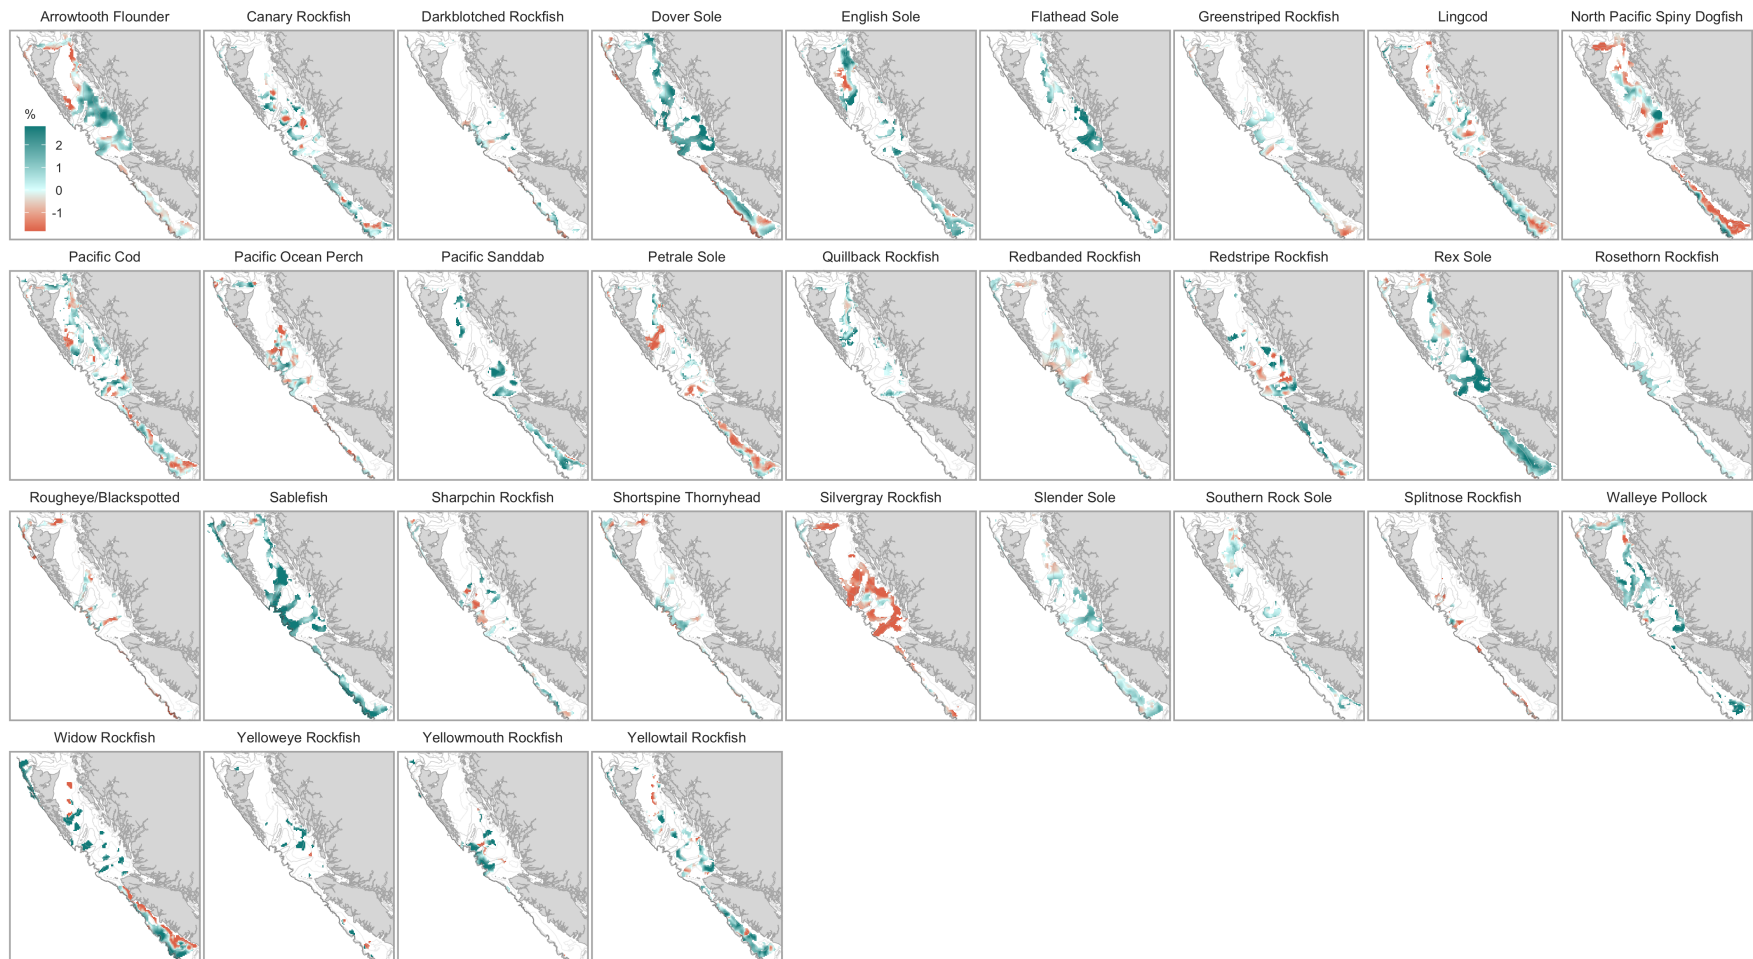 Arrowtooth Flounder
Canary Rockfish
Darkblotched Rockfish
Dover Sole
English Sole
Flathead Sole
Greenstriped Rockfish
Lingcod
North Pacific Spiny Dogfish
%
2
1
0
-1
Pacific Cod
Pacific Ocean Perch
Pacific Sanddab
Petrale Sole
Quillback Rockfish
Redbanded Rockfish
Redstripe Rockfish
Rex Sole
Rosethorn Rockfish
Rougheye/Blackspotted
Sablefish
Sharpchin Rockfish
Shortspine Thornyhead
Silvergray Rockfish
Slender Sole
Southern Rock Sole
Splitnose Rockfish
Walleye Pollock
Widow Rockfish
Yelloweye Rockfish
Yellowmouth Rockfish
Yellowtail Rockfish